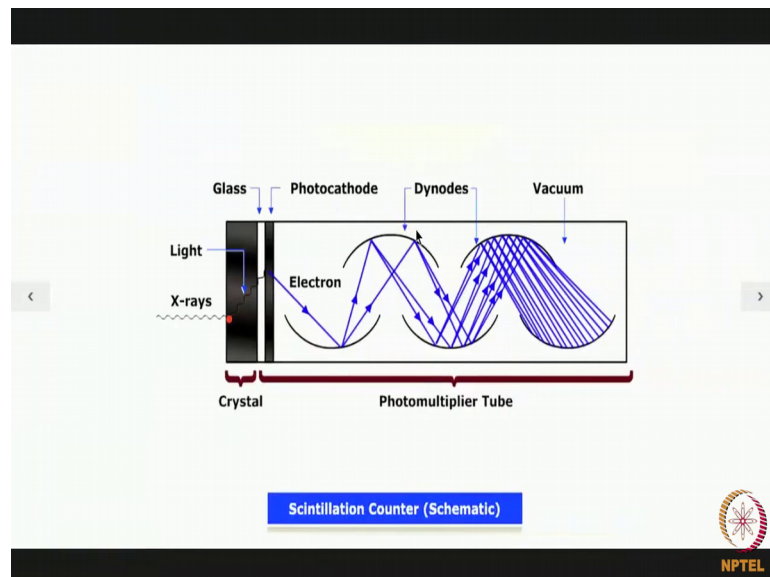 Glass Photocathode Dynodes Vacuum
Light
Electron
X-rays
Crystal Photomultiplier Tube
Scintillation Counter (Schematic)
NPTEL